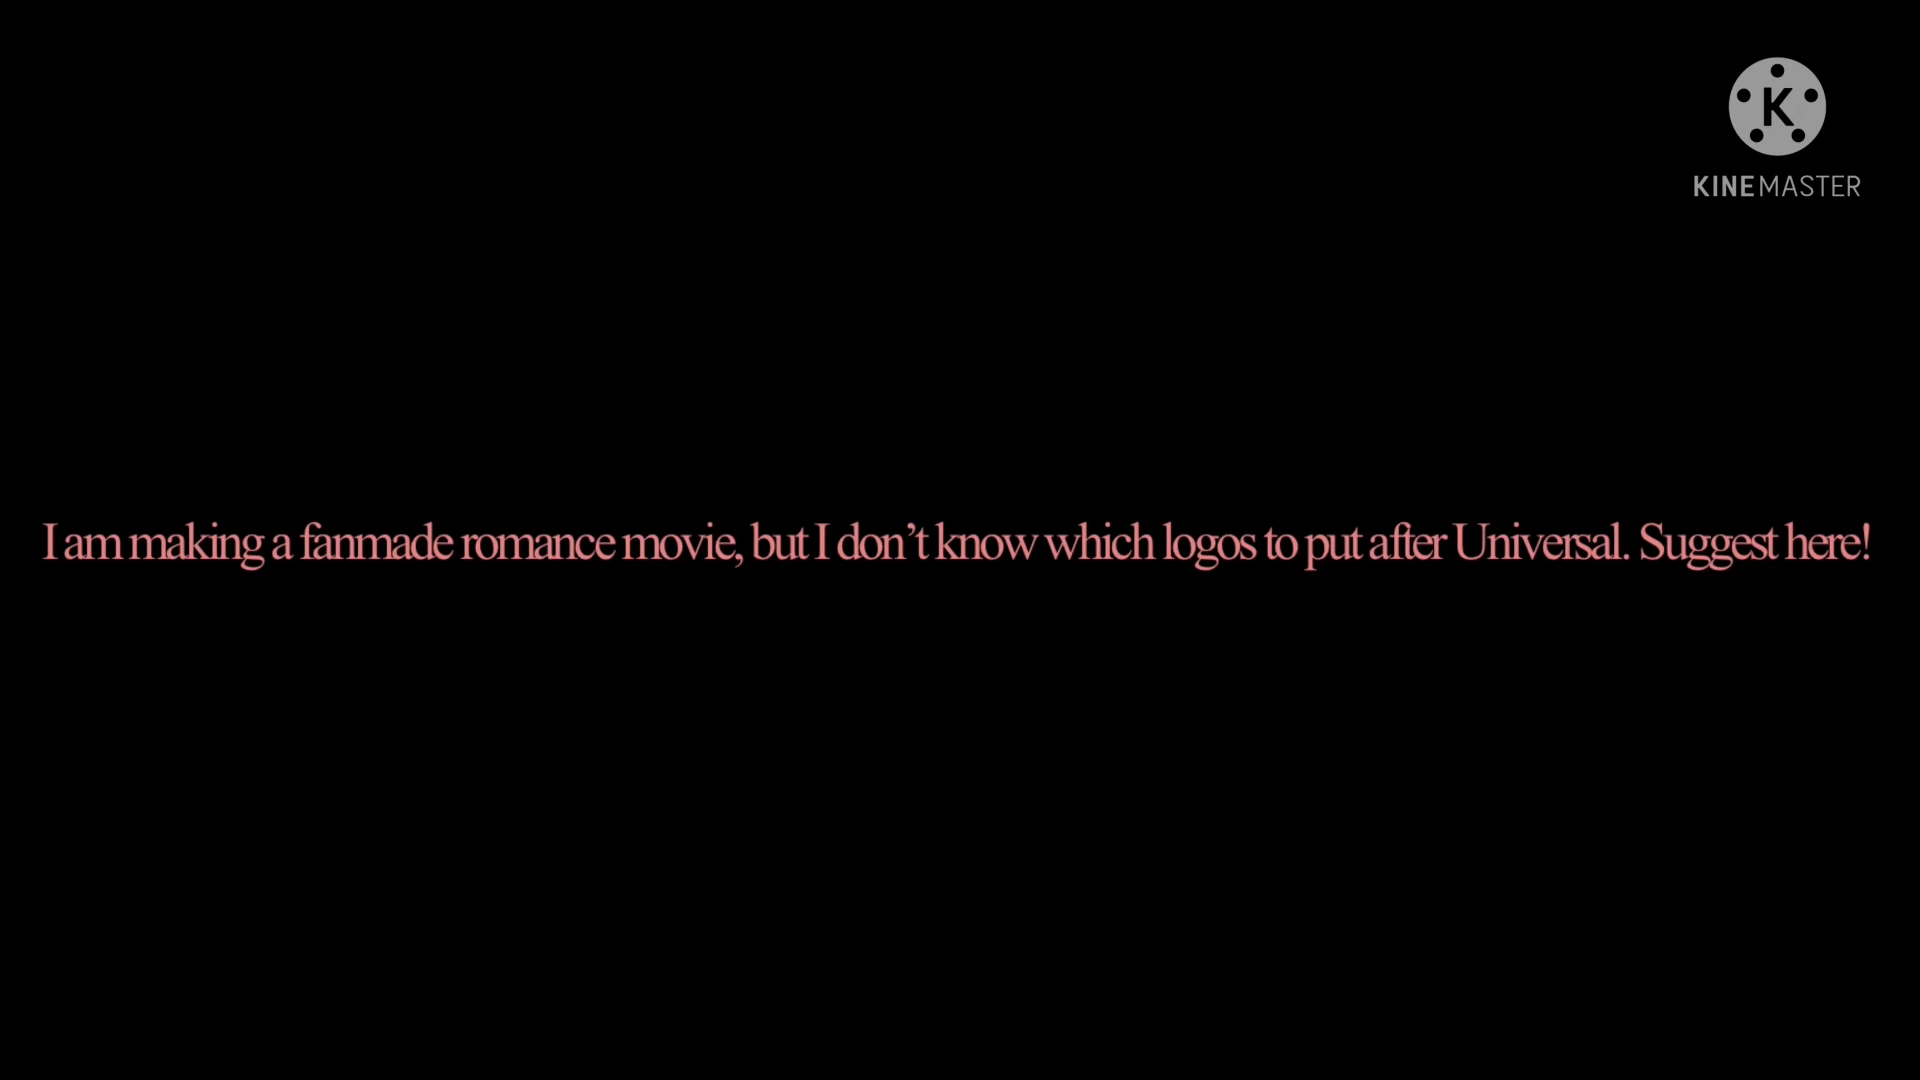 K
KINEMASTER
I am making a fanmade romance movie, but I don’t know which logos to put after Universal. Suggest here!